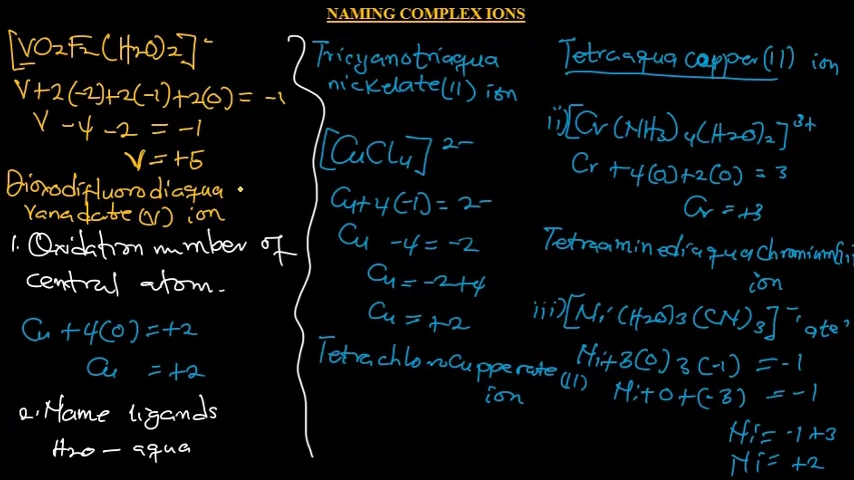 NAMING COMPLEX IONS
[VO2F2(H2O)2]-
V+2(-2)+2(-1)+2(0) = -1
V -4 -2 = -1
V = +5
Dioxodifluorodiaqua
vanadate(V) ion
1. Oxidation number of
central atom.
Cu + 4(0) = +2
Cu = +2
2. Name ligands
H2O - aqua
Tricyanotriaqua
nickelate(II) ion
[CuCl4]2-
Cu+4(-1) = 2-
Cu -4 = -2
Cu = -2+4
Cu = +2
Tetrachlorocupperate(II)
ion
Tetraaquacopper(II) ion
ii) [Cr(NH3)4(H2O)2]3+
Cr + 4(0) + 2(0) = 3
Cr = +3
Tetraaminediaquachromium(III)
ion
iii) [Ni(H2O)3(CN)3]- 'ate'
Ni+3(0) 3(-1) = -1
Ni+0+(-3) = -1
Ni = -1+3
Ni = +2